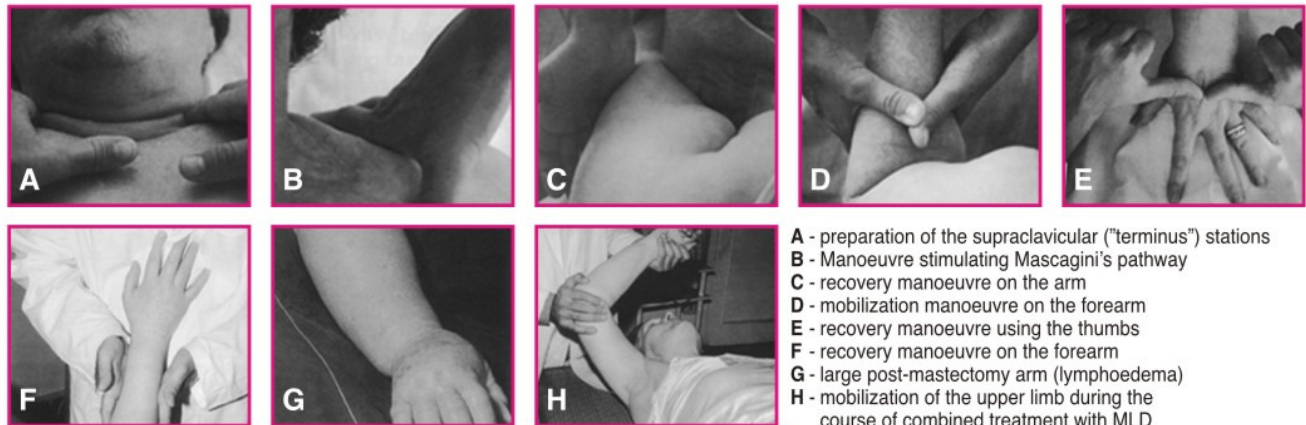 A
B
C
D
E
F
G
H
A - preparation of the supraclavicular ("terminus") stations
B - Manoeuvre stimulating Mascagini's pathway
C - recovery manoeuvre on the arm
D - mobilization manoeuvre on the forearm
E - recovery manoeuvre using the thumbs
F - recovery manoeuvre on the forearm
G - large post-mastectomy arm (lymphoedema)
H - mobilization of the upper limb during the
course of combined treatment with MLD